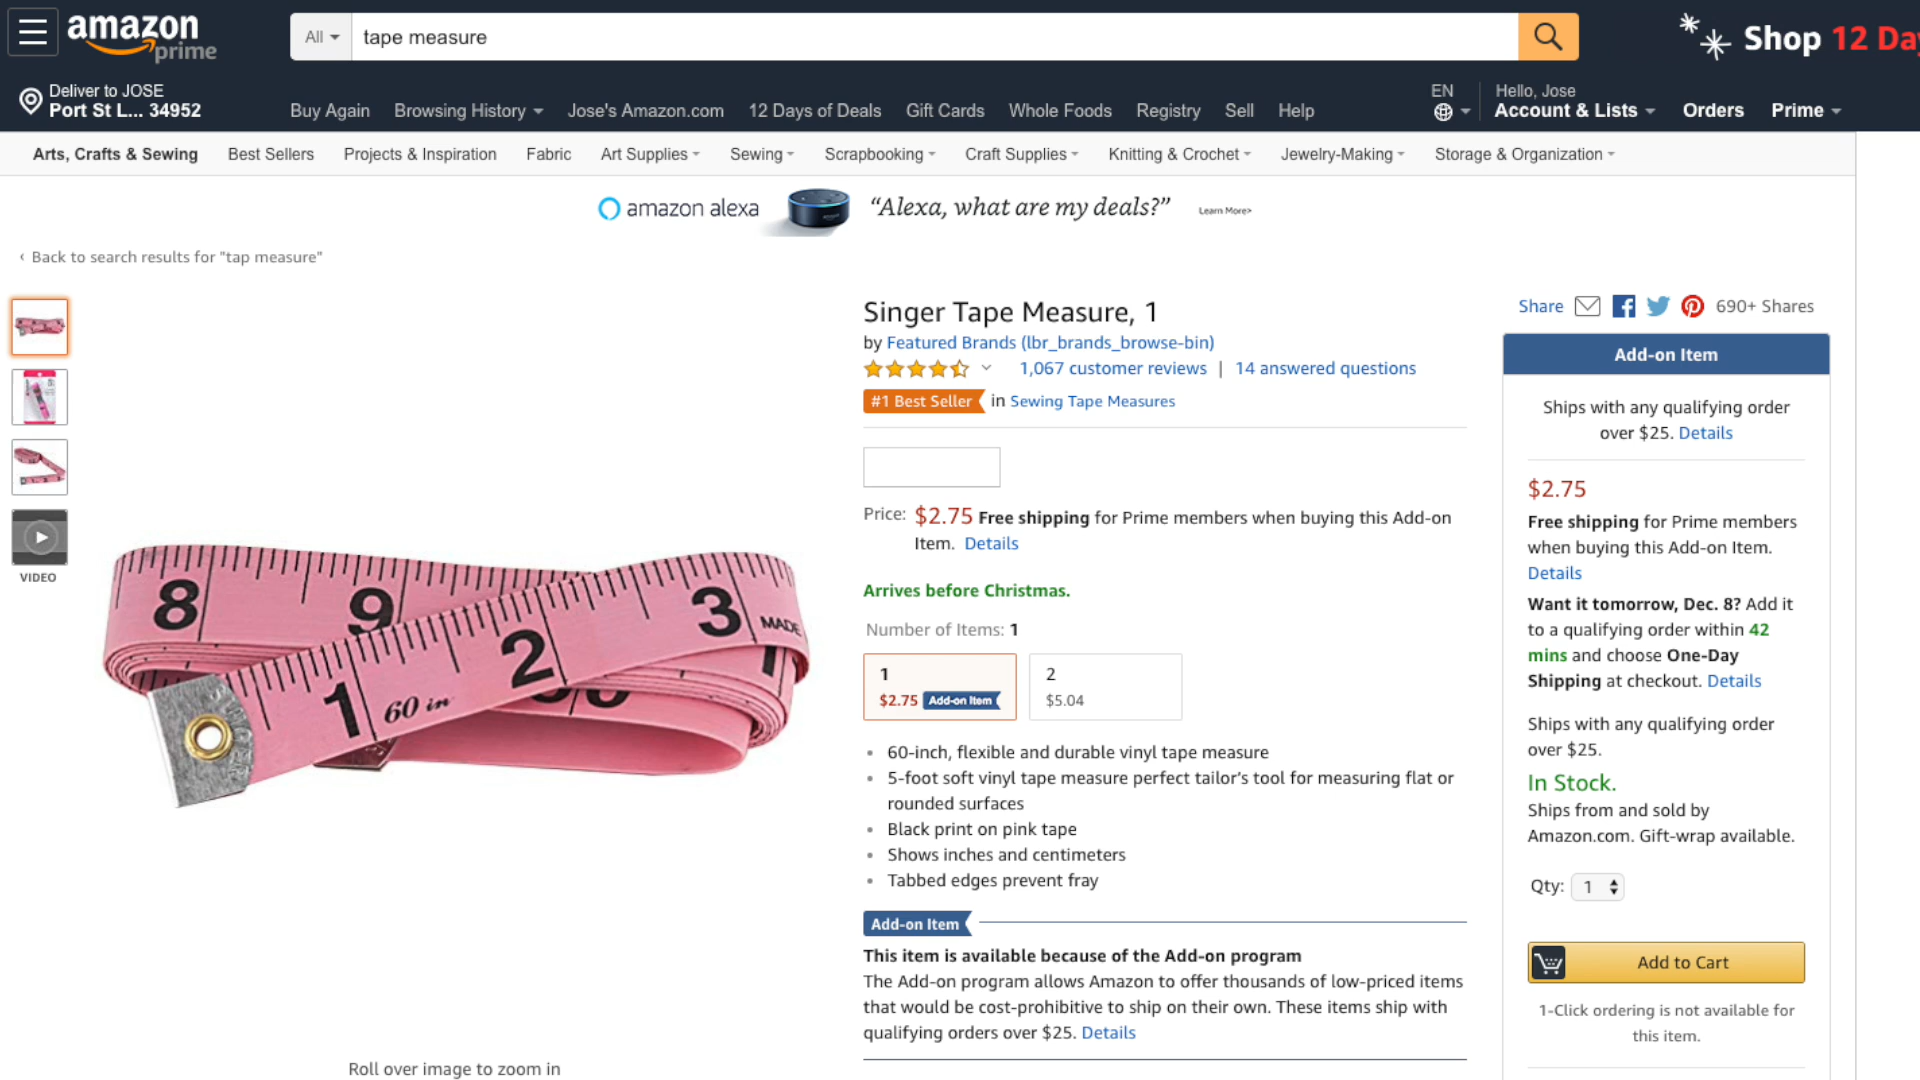 amazon
prime
All
tape measure
Shop 12 Da
Deliver to JOSE
Port St L... 34952
Buy Again Browsing History Jose's Amazon.com 12 Days of Deals Gift Cards Whole Foods Registry Sell Help
EN
Hello, Jose
Account & Lists
Orders
Prime
Arts, Crafts & Sewing Best Sellers Projects & Inspiration Fabric Art Supplies Sewing Scrapbooking Craft Supplies Knitting & Crochet Jewelry-Making Storage & Organization
amazon alexa
“Alexa, what are my deals?”
Learn More>
‹ Back to search results for "tap measure"
VIDEO
8 9
1 60 in 2 3 MADE
Roll over image to zoom in
Singer Tape Measure, 1
by Featured Brands (lbr_brands_browse-bin)
1,067 customer reviews | 14 answered questions
#1 Best Seller in Sewing Tape Measures
Price: $2.75 Free shipping for Prime members when buying this Add-on
Item. Details
Arrives before Christmas.
Number of Items: 1
1
$2.75 Add-on Item
2
$5.04
• 60-inch, flexible and durable vinyl tape measure
• 5-foot soft vinyl tape measure perfect tailor's tool for measuring flat or
rounded surfaces
• Black print on pink tape
• Shows inches and centimeters
• Tabbed edges prevent fray
Add-on Item
This item is available because of the Add-on program
The Add-on program allows Amazon to offer thousands of low-priced items
that would be cost-prohibitive to ship on their own. These items ship with
qualifying orders over $25. Details
Share 690+ Shares
Add-on Item
Ships with any qualifying order
over $25. Details
$2.75
Free shipping for Prime members
when buying this Add-on Item.
Details
Want it tomorrow, Dec. 8? Add it
to a qualifying order within 42
mins and choose One-Day
Shipping at checkout. Details
Ships with any qualifying order
over $25.
In Stock.
Ships from and sold by
Amazon.com. Gift-wrap available.
Qty: 1
Add to Cart
1-Click ordering is not available for
this item.